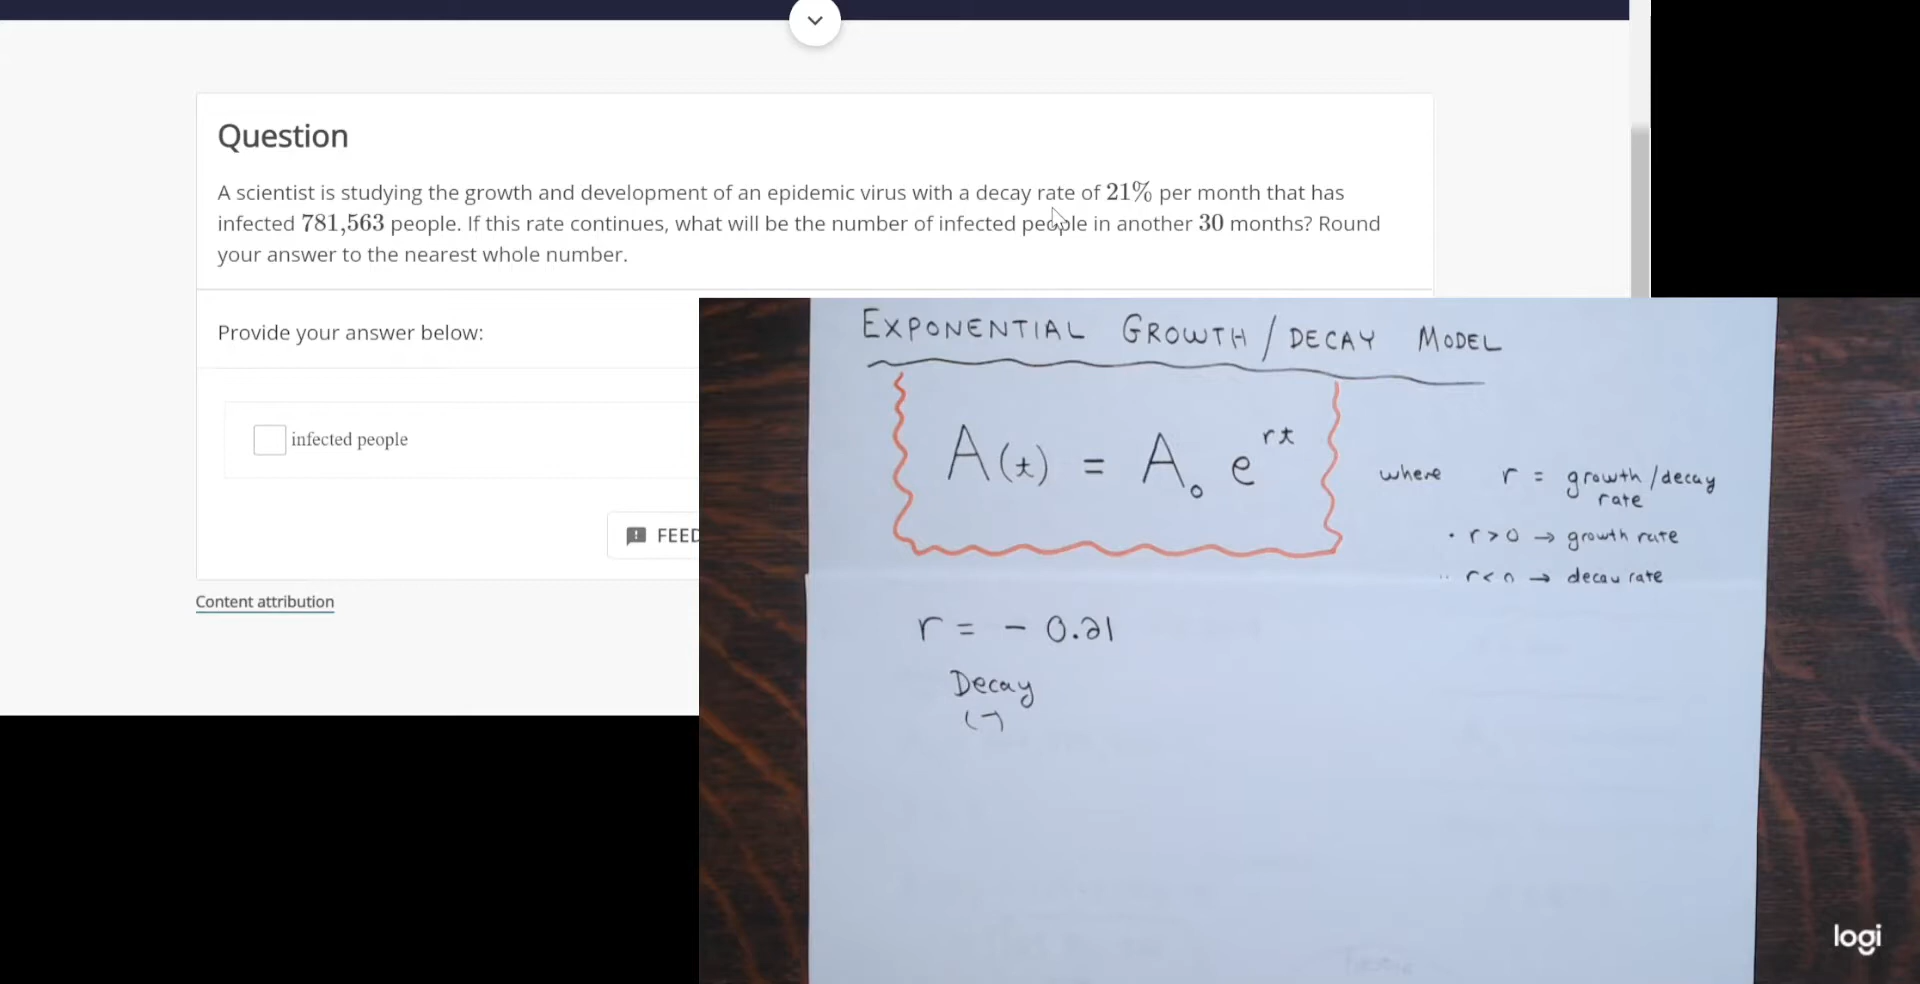 Question
A scientist is studying the growth and development of an epidemic virus with a decay rate of 21% per month that has
infected 781,563 people. If this rate continues, what will be the number of infected people in another 30 months? Round
your answer to the nearest whole number.
Provide your answer below:
infected people
FEED
Content attribution
EXPONENTIAL GROWTH / DECAY MODEL
A(t) = A₀ e^rt
where r = growth/decay
rate
• r > 0 → growth rate
r < 0 → decay rate
r = - 0.21
Decay
(-)
logi